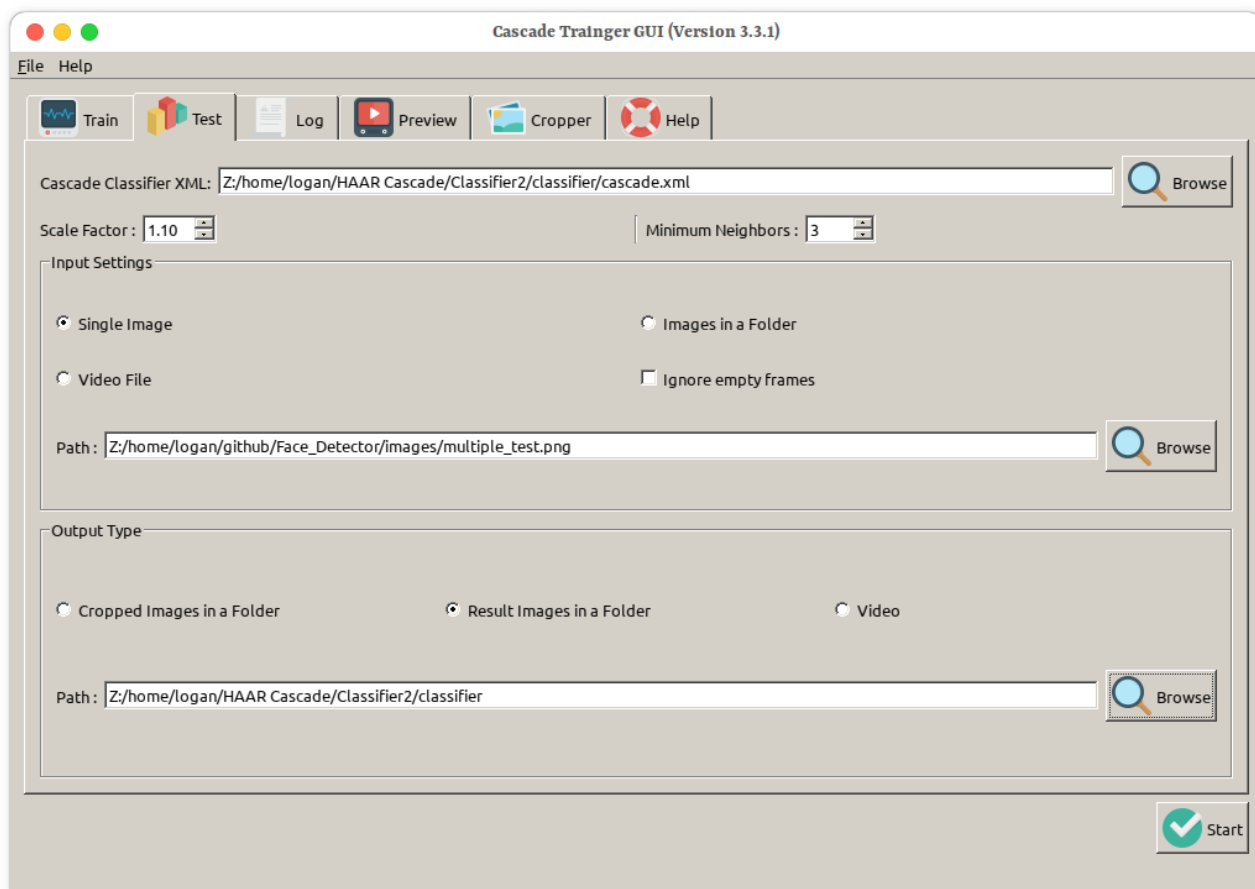 Cascade Trainger GUI (Version 3.3.1)
File Help
Train Test Log Preview Cropper Help
Cascade Classifier XML: Z:/home/logan/HAAR Cascade/Classifier2/classifier/cascade.xml Browse
Scale Factor : 1.10 Minimum Neighbors : 3
Input Settings
Single Image Images in a Folder
Video File Ignore empty frames
Path : Z:/home/logan/github/Face_Detector/images/multiple_test.png Browse
Output Type
Cropped Images in a Folder Result Images in a Folder Video
Path : Z:/home/logan/HAAR Cascade/Classifier2/classifier Browse
Start